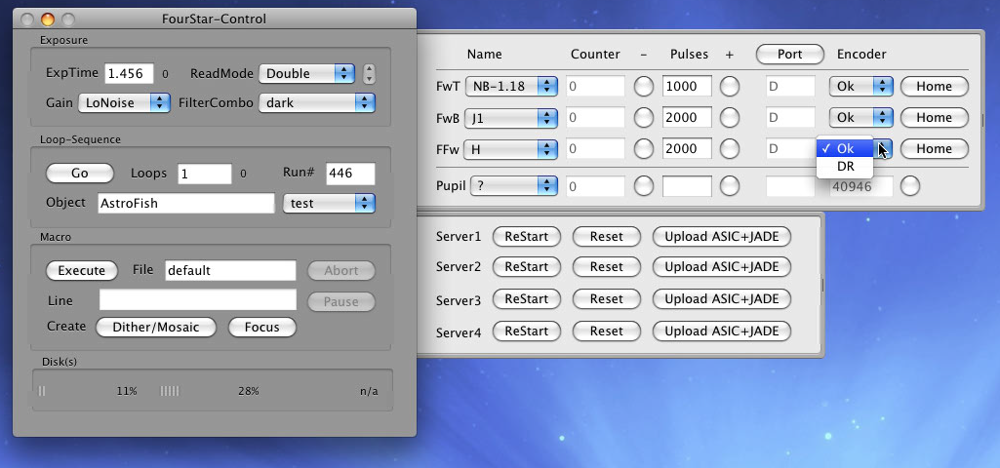 FourStar-Control
Exposure
ExpTime 1.456 0 ReadMode Double
Gain LoNoise FilterCombo dark
Loop-Sequence
Go Loops 1 0 Run# 446
Object AstroFish test
Macro
Execute File default Abort
Line Pause
Create Dither/Mosaic Focus
Disk(s)
11% 28% n/a
Name Counter - Pulses + Port Encoder
FwT NB-1.18 0 1000 D Ok Home
FwB J1 0 2000 D Ok Home
FFw H 0 2000 D ✓ Ok Home
DR
Pupil ? 0 40946
Server1 ReStart Reset Upload ASIC+JADE
Server2 ReStart Reset Upload ASIC+JADE
Server3 ReStart Reset Upload ASIC+JADE
Server4 ReStart Reset Upload ASIC+JADE